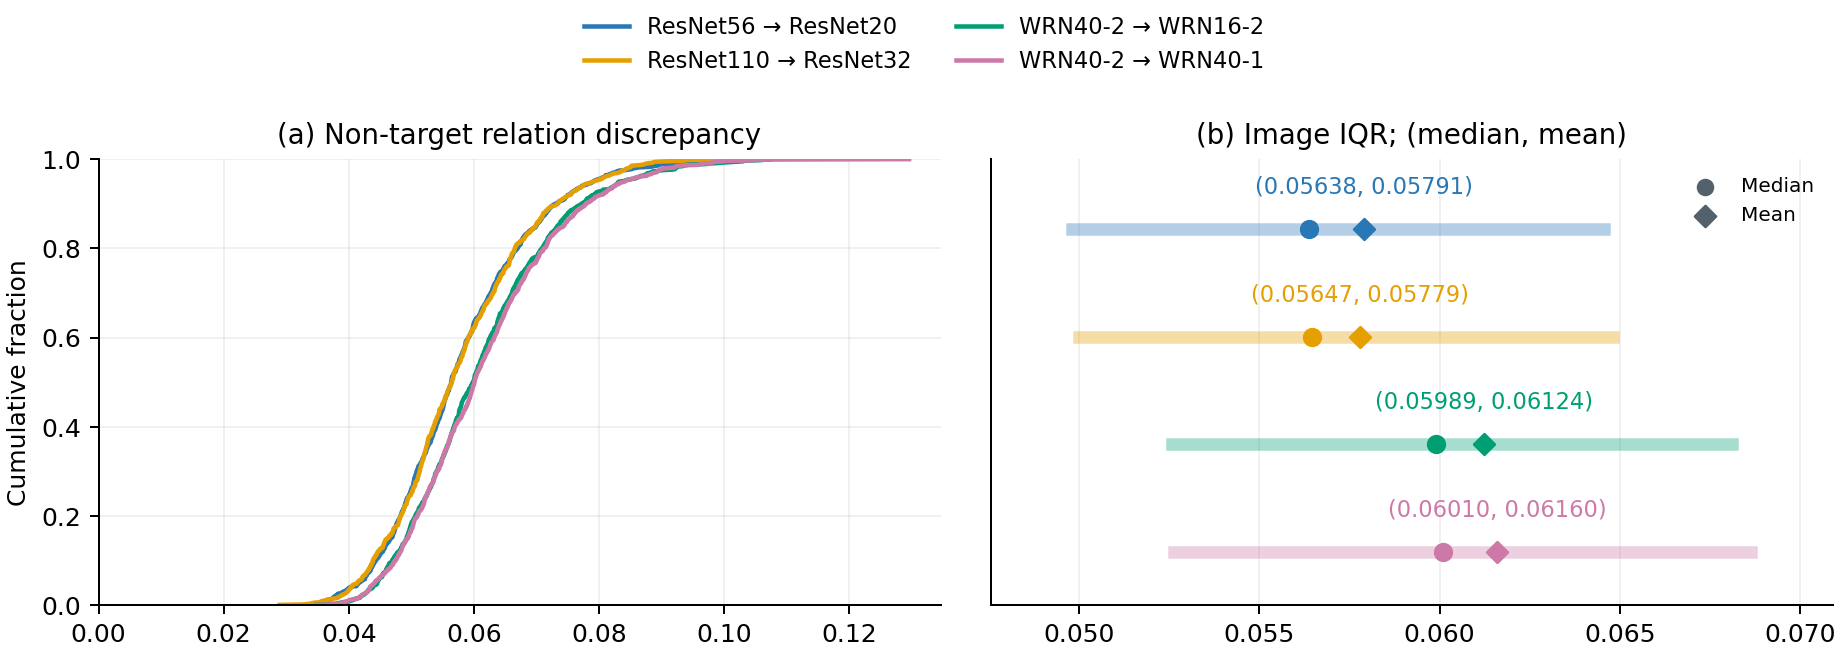 ResNet56 → ResNet20
ResNet110 → ResNet32
WRN40-2 → WRN16-2
WRN40-2 → WRN40-1
(a) Non-target relation discrepancy
Cumulative fraction
1.0
0.8
0.6
0.4
0.2
0.0
0.00 0.02 0.04 0.06 0.08 0.10 0.12
(b) Image IQR; (median, mean)
Median
Mean
(0.05638, 0.05791)
(0.05647, 0.05779)
(0.05989, 0.06124)
(0.06010, 0.06160)
0.050 0.055 0.060 0.065 0.070